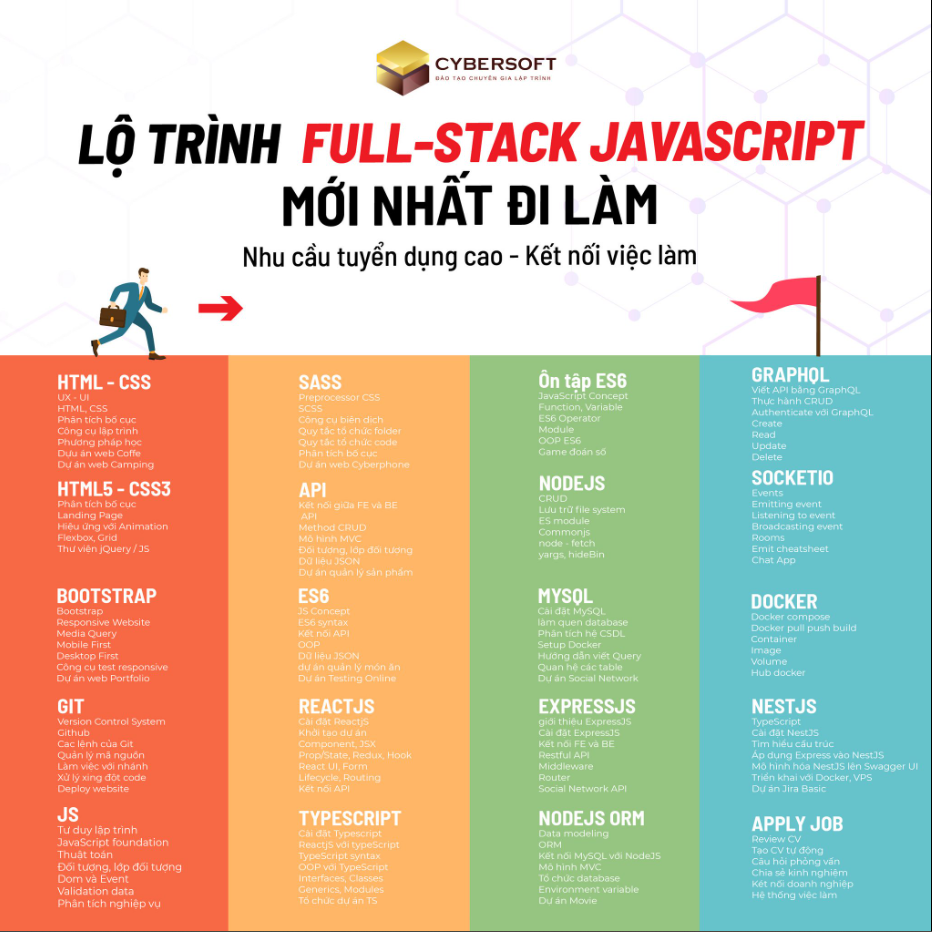 CYBERSOFT
ĐÀO TẠO CHUYÊN GIA LẬP TRÌNH
LỘ TRÌNH FULL-STACK JAVASCRIPT
MỚI NHẤT ĐI LÀM
Nhu cầu tuyển dụng cao - Kết nối việc làm
HTML - CSS
UX - UI
HTML, CSS
Phân tích bố cục
Công cụ lập trình
Phương pháp học
Dưu án web Coffe
Dự án web Camping
HTML5 - CSS3
Phân tích bố cục
Landing Page
Hiệu ứng với Animation
Flexbox, Grid
Thư viện jQuery / JS
BOOTSTRAP
Bootstrap
Responsive Website
Media Query
Mobile First
Desktop First
Công cụ test responsive
Dự án web Portfolio
GIT
Version Control System
Github
Cac lệnh của Git
Quản lý mã nguồn
Làm việc với nhánh
Xử lý xing đột code
Deploy website
JS
Tư duy lập trình
JavaScript foundation
Thuật toán
Đối tượng, lớp đối tượng
Dom và Event
Validation data
Phân tích nghiệp vụ
SASS
Preprocessor CSS
SCSS
Công cụ biên dịch
Quy tắc tổ chức folder
Quy tắc tổ chức code
Phân tích bố cục
Dự án web Cyberphone
API
Kết nối giữa FE và BE
API
Method CRUD
Mô hình MVC
Đối tượng, lớp đối tượng
Dữ liệu JSON
Dự án quản lý sản phẩm
ES6
JS Concept
ES6 syntax
Kết nối API
OOP
Dữ liệu JSON
dự án quản lý món ăn
Dự án Testing Online
REACTJS
Cài đặt ReactjS
Khởi tạo dự án
Component, JSX
Prop/State, Redux, Hook
React UI, Form
Lifecycle, Routing
Kết nối API
TYPESCRIPT
Cài đặt Typescript
ReactJS với typeScript
TypeScript syntax
OOP với TypeScript
Interfaces, Classes
Generics, Modules
Tổ chức dự án TS
Ôn tập ES6
JavaScript Concept
Function, Variable
ES6 Operator
Module
OOP ES6
Game đoán số
NODEJS
CRUD
Lưu trữ file system
ES module
Commonjs
node - fetch
yargs, hideBin
MYSQL
Cài đặt MySQL
làm quen database
Phân tích hệ CSDL
Setup Docker
Hướng dẫn viết Query
Quan hệ các table
Dự án Social Network
EXPRESSJS
giới thiệu ExpressJS
Cài đặt ExpressJS
Kết nối FE và BE
Restful API
Middleware
Router
Social Network API
NODEJS ORM
Data modeling
ORM
Kết nối MySQL với NodeJS
Mô hình MVC
Tổ chức database
Environment variable
Dự án Movie
GRAPHQL
Viết API bằng GraphQL
Thực hành CRUD
Authenticate với GraphQL
Create
Read
Update
Delete
SOCKETIO
Events
Emitting event
Listening to event
Broadcasting event
Rooms
Emit cheatsheet
Chat App
DOCKER
Docker compose
Docker pull push build
Container
Image
Volume
Hub docker
NESTJS
TypeScript
Cài đặt NestJS
Tìm hiểu cấu trúc
Áp dụng Express vào NestJS
Mô hình hóa NestJS lên Swagger UI
Triển khai với Docker, VPS
Dự án Jira Basic
APPLY JOB
Review CV
Tạo CV tự động
Câu hỏi phỏng vấn
Chia sẻ kinh nghiệm
Kết nối doanh nghiệp
Hệ thống việc làm